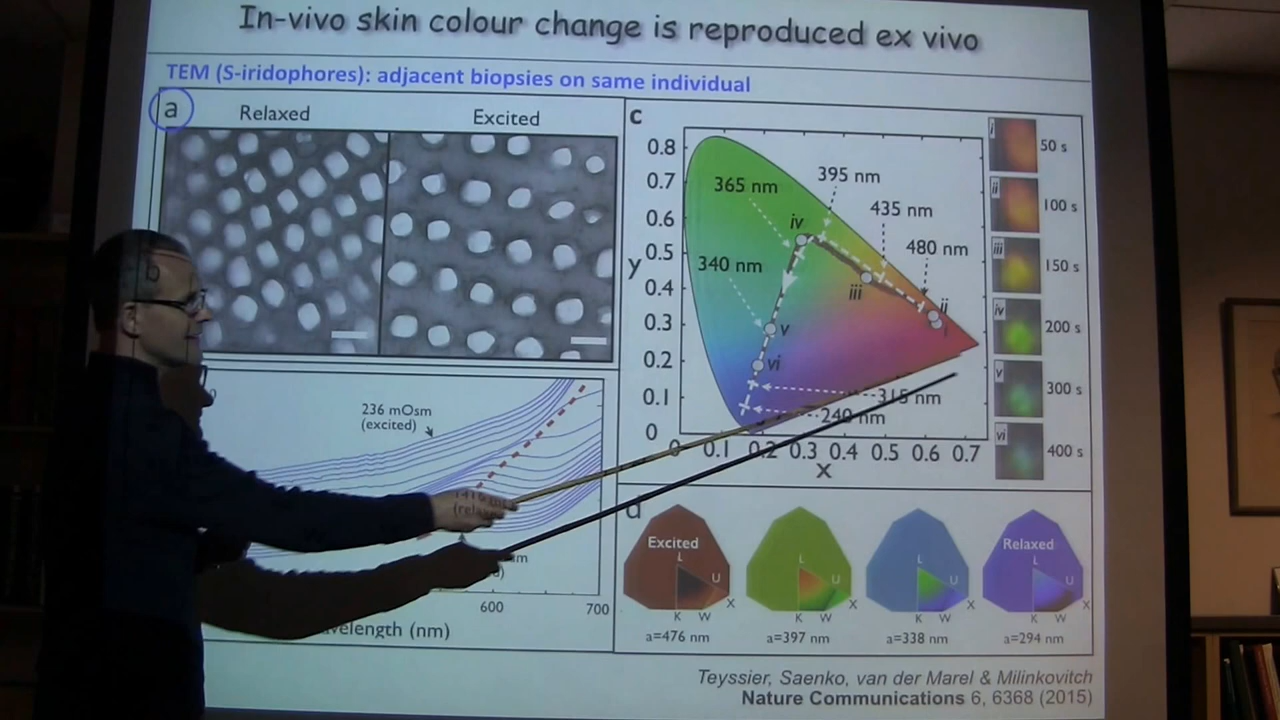 In-vivo skin colour change is reproduced ex vivo
TEM (S-iridophores): adjacent biopsies on same individual
a
Relaxed
Excited
b
236 mOsm
(excited)
600
700
(nm)
c
0.8
0.7
0.6
0.5
0.4
0.3
0.2
0.1
0
y
0
0.1
0.2
0.3
0.4
0.5
0.6
0.7
x
365 nm
395 nm
435 nm
480 nm
340 nm
315 nm
240 nm
ii
iii
iv
v
vi
i
50 s
ii
100 s
iii
150 s
iv
200 s
v
300 s
vi
400 s
d
Excited
L
U
X
K W
a=476 nm
L
U
X
K W
a=397 nm
L
U
X
K W
a=338 nm
Relaxed
L
U
X
K W
a=294 nm
Teyssier, Saenko, van der Marel & Milinkovitch
Nature Communications 6, 6368 (2015)